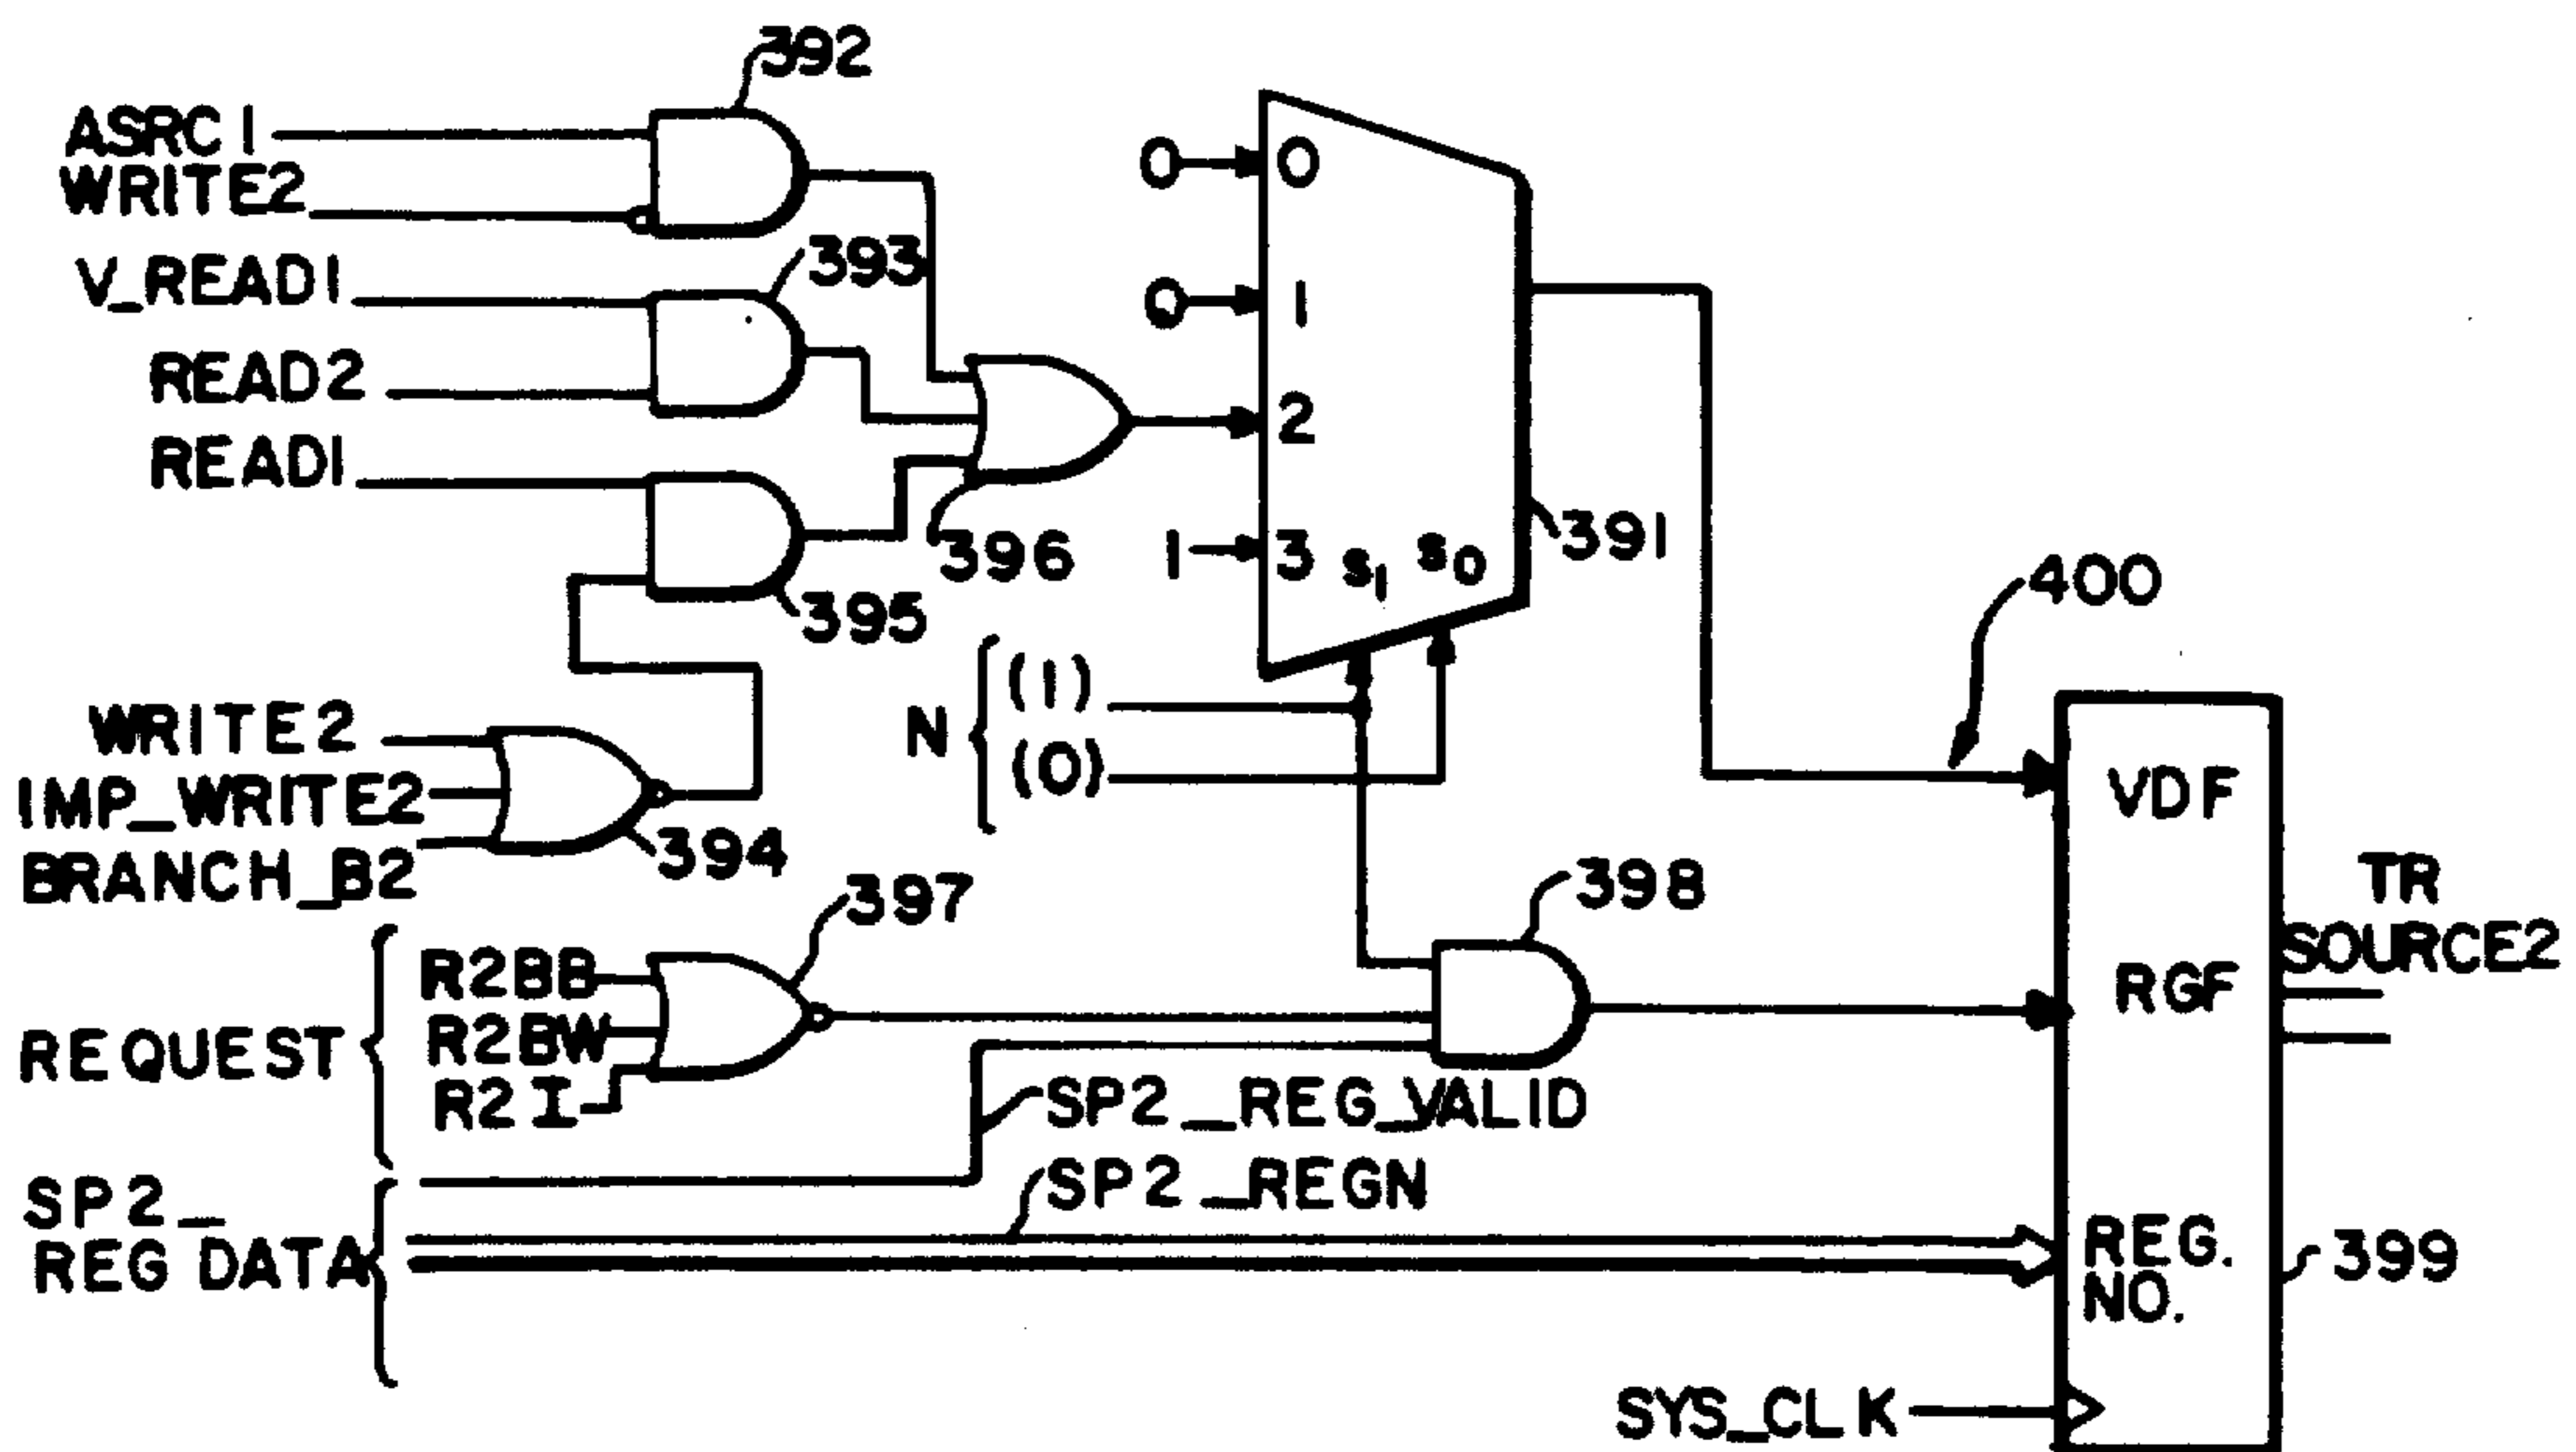 392
ASRC1
WRITE2
393
V_READ1
READ2
READ1
395
396
0 0
0 1
2
1 3 S1 S0
391
N { (1)
(0)
WRITE2
IMP_WRITE2
BRANCH_B2
394
400
397
398
REQUEST { R2BB
R2BW
R2I
SP2_REG_VALID
SP2_REGN
SP2_
REG DATA {
VDF
RGF
REG.
NO.
TR
SOURCE2
399
SYS_CLK